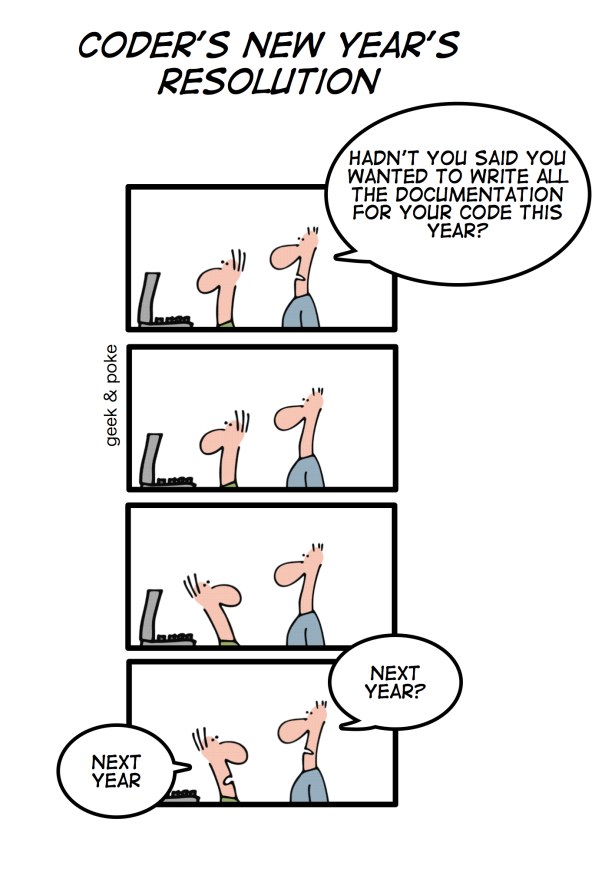 CODER'S NEW YEAR'S
RESOLUTION
HADN'T YOU SAID YOU
WANTED TO WRITE ALL
THE DOCUMENTATION
FOR YOUR CODE THIS
YEAR?
geek & poke
NEXT
YEAR?
NEXT
YEAR